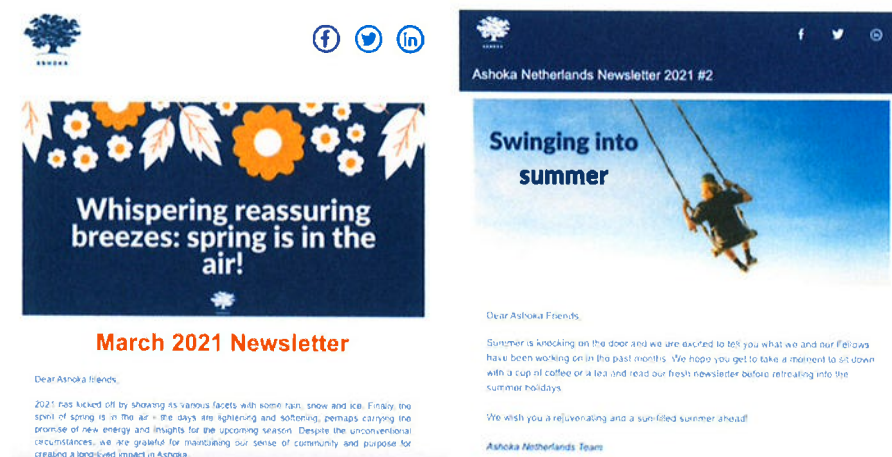 ASHOKA
Whispering reassuring
breezes: spring is in the
air!
March 2021 Newsletter
Dear Ashoka friends,
2021 has kicked off by showing its various facets with some rain, snow and ice. Finally, the
spirit of spring is in the air - the days are lightening and softening, perhaps carrying the
promise of new energy and insights for the upcoming season. Despite the unconventional
circumstances, we are grateful for maintaining our sense of community and purpose for
creating a long-lived impact in Ashoka.
ASHOKA
Ashoka Netherlands Newsletter 2021 #2
Swinging into
summer
Dear Ashoka Friends,
Summer is knocking on the door and we are excited to tell you what we and our Fellows
have been working on in the past months. We hope you get to take a moment to sit down
with a cup of coffee or a tea and read our fresh newsletter before retreating into the
summer holidays.
We wish you a rejuvenating and a sun-filled summer ahead!
Ashoka Netherlands Team